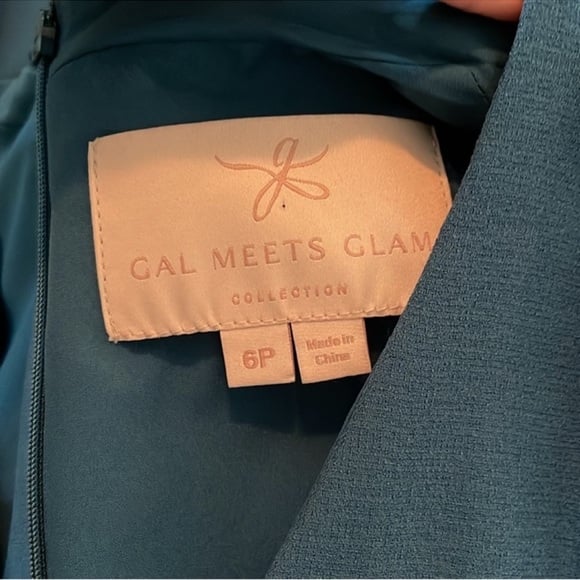 g
GAL MEETS GLAM
COLLECTION
6P
Made in
China